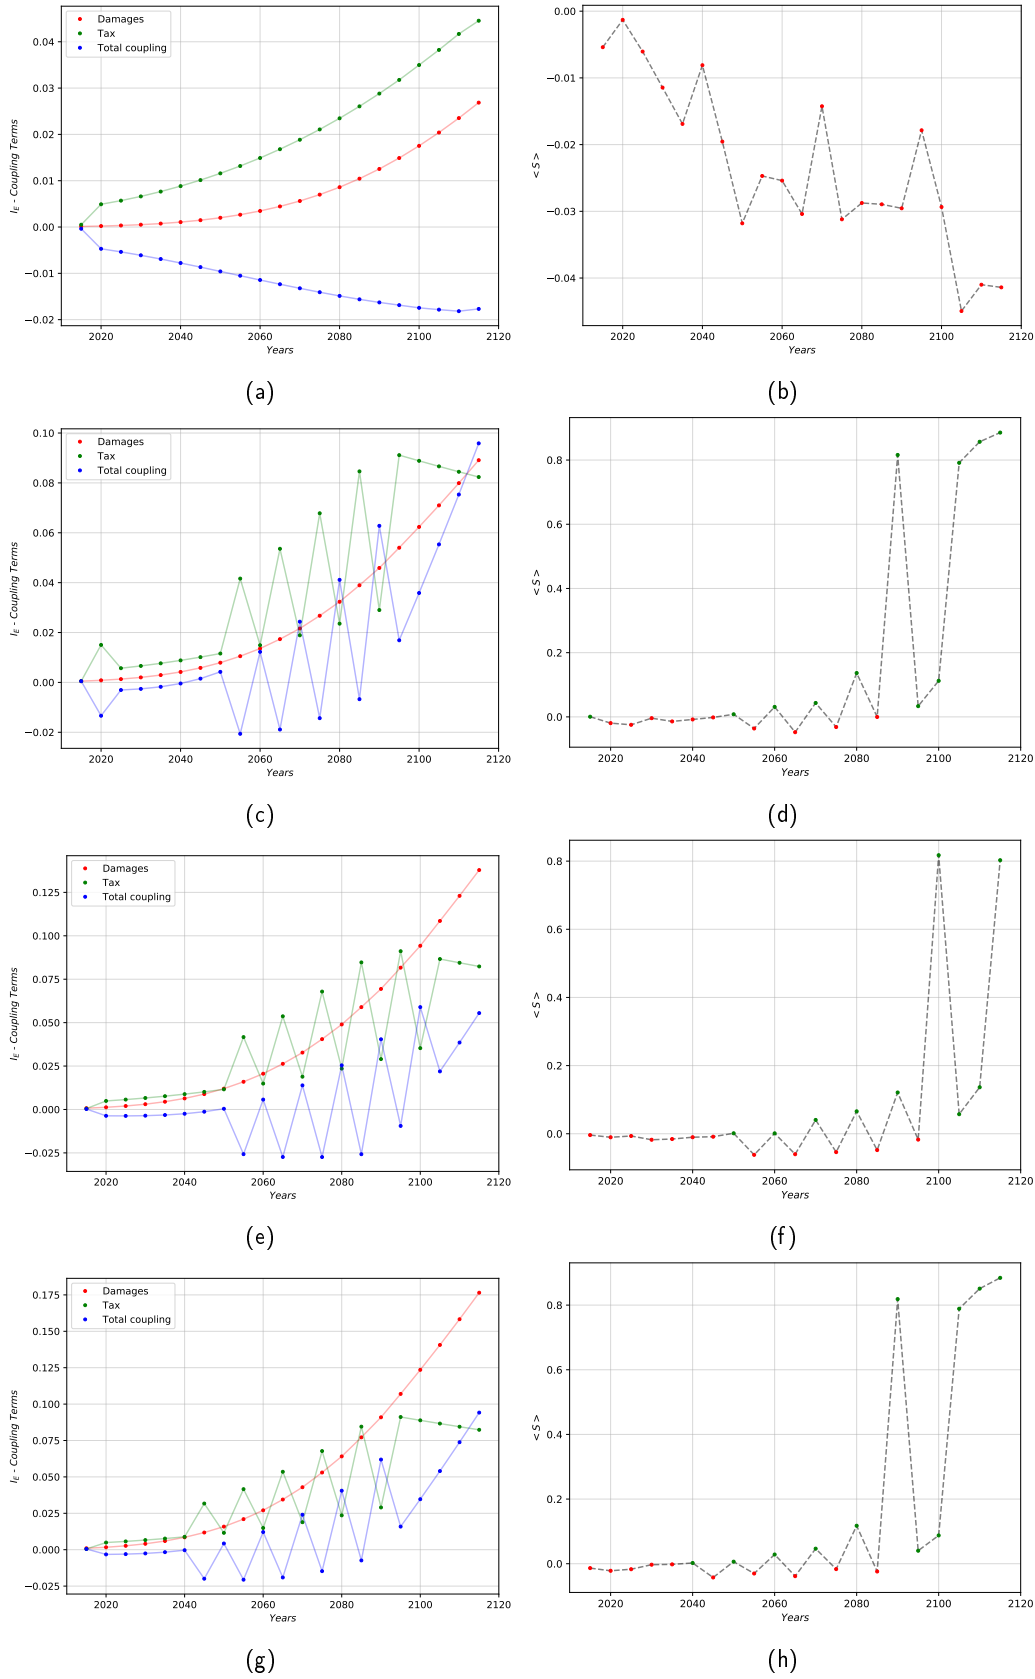 Damages
Tax
Total coupling
0.04
0.03
0.02
0.01
0.00
−0.01
−0.02
I_E - Coupling Terms
2020 2040 2060 2080 2100 2120
Years
(a)
0.00
−0.01
−0.02
−0.03
−0.04
< S >
2020 2040 2060 2080 2100 2120
Years
(b)
Damages
Tax
Total coupling
0.10
0.08
0.06
0.04
0.02
0.00
−0.02
I_E - Coupling Terms
2020 2040 2060 2080 2100 2120
Years
(c)
0.8
0.6
0.4
0.2
0.0
< S >
2020 2040 2060 2080 2100 2120
Years
(d)
Damages
Tax
Total coupling
0.125
0.100
0.075
0.050
0.025
0.000
−0.025
I_E - Coupling Terms
2020 2040 2060 2080 2100 2120
Years
(e)
0.8
0.6
0.4
0.2
0.0
< S >
2020 2040 2060 2080 2100 2120
Years
(f)
Damages
Tax
Total coupling
0.175
0.150
0.125
0.100
0.075
0.050
0.025
0.000
−0.025
I_E - Coupling Terms
2020 2040 2060 2080 2100 2120
Years
(g)
0.8
0.6
0.4
0.2
0.0
< S >
2020 2040 2060 2080 2100 2120
Years
(h)